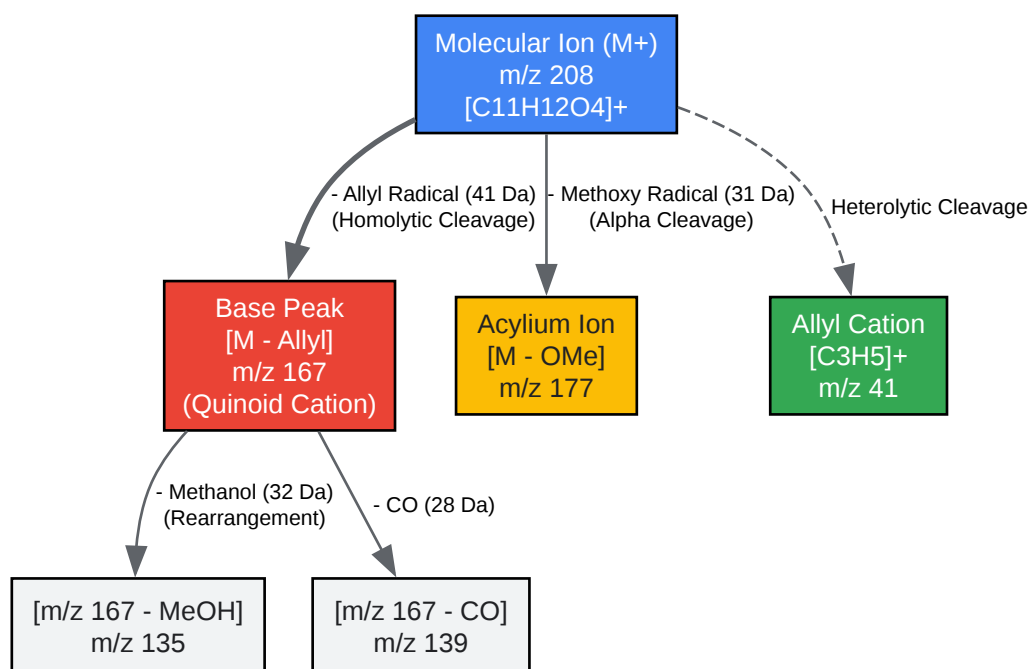 Molecular Ion (M+)
m/z 208
[C11H12O4]+
- Allyl Radical (41 Da)
(Homolytic Cleavage)
- Methoxy Radical (31 Da)
(Alpha Cleavage)
Heterolytic Cleavage
Base Peak
[M - Allyl]
m/z 167
(Quinoid Cation)
Acylium Ion
[M - OMe]
m/z 177
Allyl Cation
[C3H5]+
m/z 41
- Methanol (32 Da)
(Rearrangement)
- CO (28 Da)
[m/z 167 - MeOH]
m/z 135
[m/z 167 - CO]
m/z 139